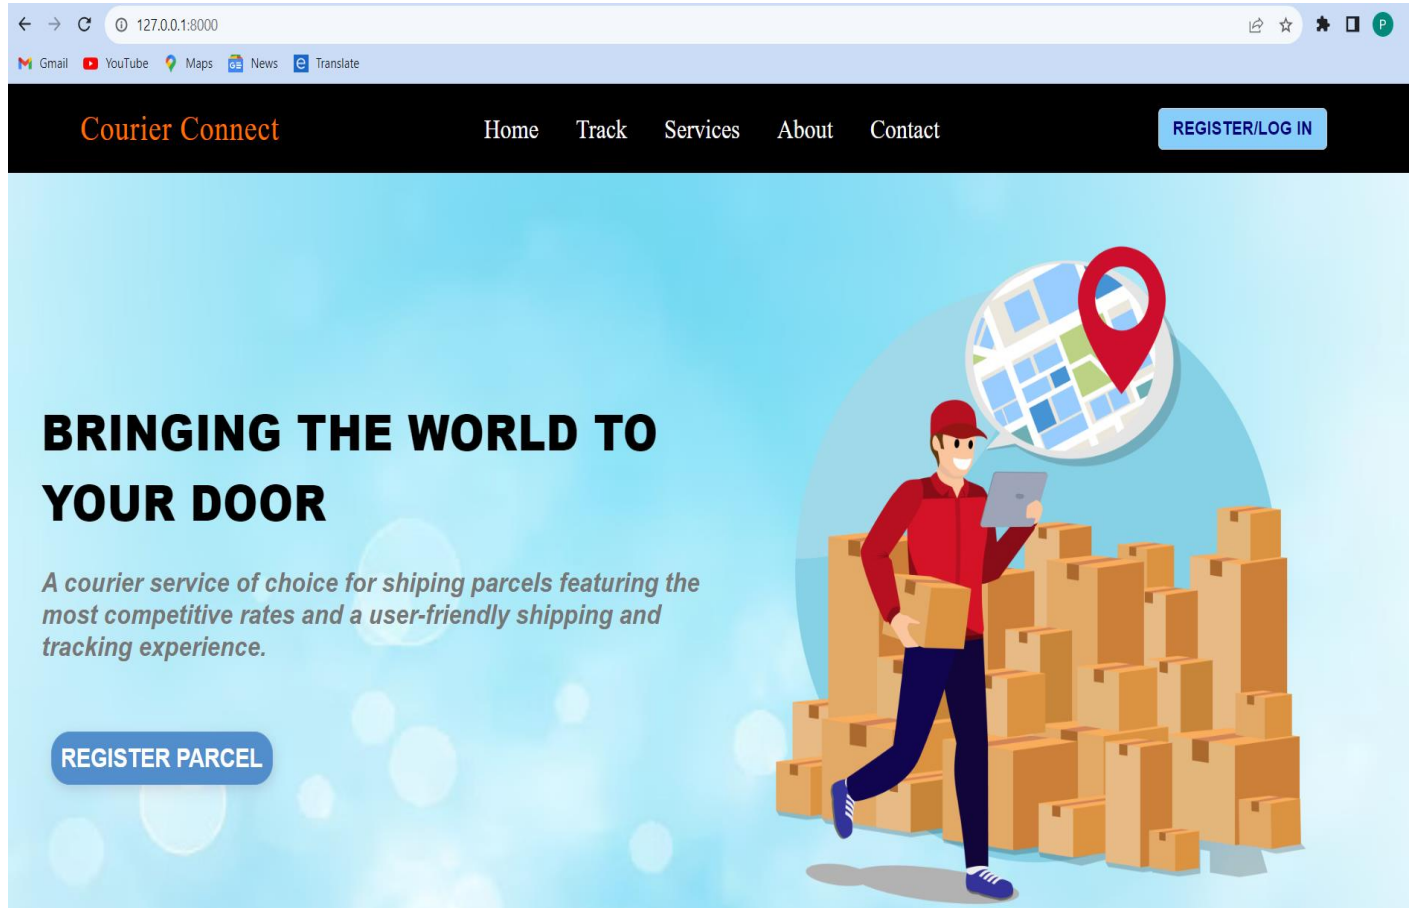 127.0.0.1:8000
P
Gmail YouTube Maps GE News Translate
Courier Connect Home Track Services About Contact REGISTER/LOG IN
BRINGING THE WORLD TO
YOUR DOOR
A courier service of choice for shiping parcels featuring the
most competitive rates and a user-friendly shipping and
tracking experience.
REGISTER PARCEL